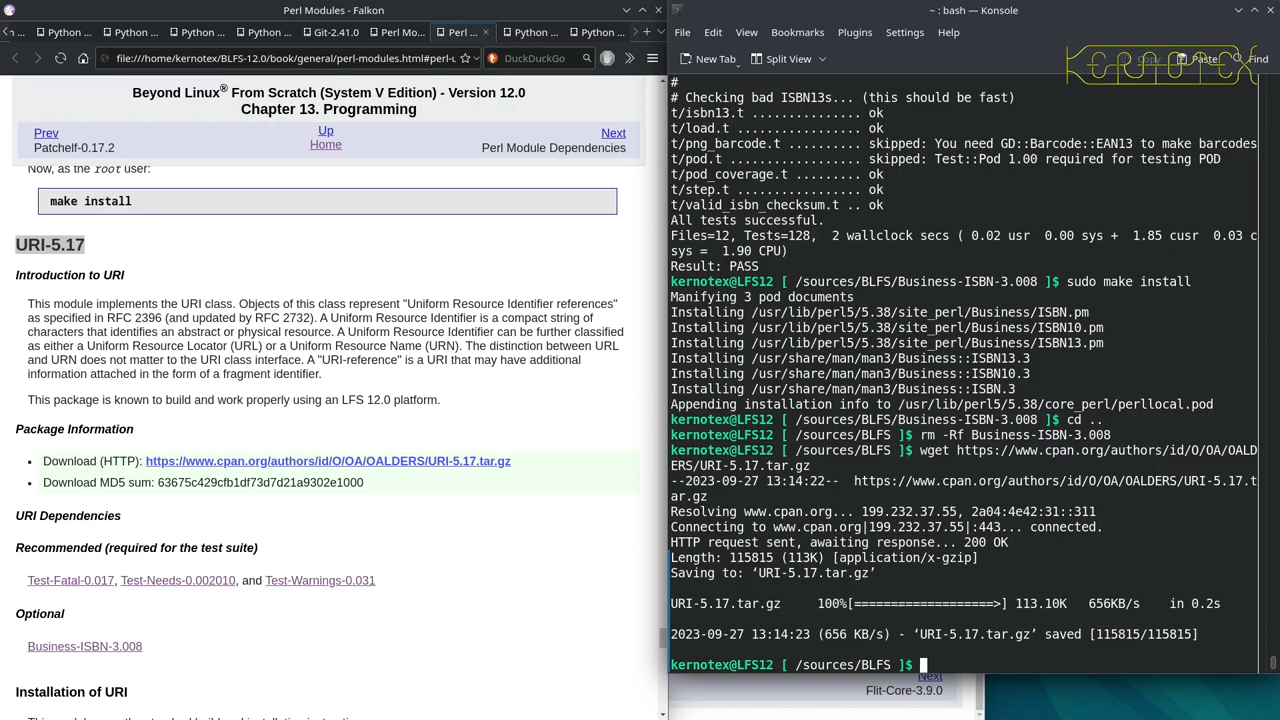 Perl Modules - Falkon
Python ...
Python ...
Python ...
Python ...
Git-2.41.0
Perl Mo...
Perl ...
Python ...
Python ...
file:///home/kernotex/BLFS-12.0/book/general/perl-modules.html#perl-u
DuckDuckGo
Beyond Linux® From Scratch (System V Edition) - Version 12.0
Chapter 13. Programming
Prev Up Next
Patchelf-0.17.2 Home Perl Module Dependencies
Now, as the root user:
make install
URI-5.17
Introduction to URI
This module implements the URI class. Objects of this class represent "Uniform Resource Identifier references"
as specified in RFC 2396 (and updated by RFC 2732). A Uniform Resource Identifier is a compact string of
characters that identifies an abstract or physical resource. A Uniform Resource Identifier can be further classified
as either a Uniform Resource Locator (URL) or a Uniform Resource Name (URN). The distinction between URL
and URN does not matter to the URI class interface. A "URI-reference" is a URI that may have additional
information attached in the form of a fragment identifier.
This package is known to build and work properly using an LFS 12.0 platform.
Package Information
• Download (HTTP): https://www.cpan.org/authors/id/O/OA/OALDERS/URI-5.17.tar.gz
• Download MD5 sum: 63675c429cfb1df73d7d21a9302e1000
URI Dependencies
Recommended (required for the test suite)
Test-Fatal-0.017, Test-Needs-0.002010, and Test-Warnings-0.031
Optional
Business-ISBN-3.008
Installation of URI
~ : bash — Konsole
File Edit View Bookmarks Plugins Settings Help
New Tab Split View Copy Paste Find
KERNOTEX
#
# Checking bad ISBN13s... (this should be fast)
t/isbn13.t ............... ok
t/load.t ................. ok
t/png_barcode.t .......... skipped: You need GD::Barcode::EAN13 to make barcodes
t/pod.t .................. skipped: Test::Pod 1.00 required for testing POD
t/pod_coverage.t ......... ok
t/step.t ................. ok
t/valid_isbn_checksum.t .. ok
All tests successful.
Files=12, Tests=128,  2 wallclock secs ( 0.02 usr  0.00 sys +  1.85 cusr  0.03 c
sys =  1.90 CPU)
Result: PASS
kernotex@LFS12 [ /sources/BLFS/Business-ISBN-3.008 ]$ sudo make install
Manifying 3 pod documents
Installing /usr/lib/perl5/5.38/site_perl/Business/ISBN.pm
Installing /usr/lib/perl5/5.38/site_perl/Business/ISBN10.pm
Installing /usr/lib/perl5/5.38/site_perl/Business/ISBN13.pm
Installing /usr/share/man/man3/Business::ISBN13.3
Installing /usr/share/man/man3/Business::ISBN10.3
Installing /usr/share/man/man3/Business::ISBN.3
Appending installation info to /usr/lib/perl5/5.38/core_perl/perllocal.pod
kernotex@LFS12 [ /sources/BLFS/Business-ISBN-3.008 ]$ cd ..
kernotex@LFS12 [ /sources/BLFS ]$ rm -Rf Business-ISBN-3.008
kernotex@LFS12 [ /sources/BLFS ]$ wget https://www.cpan.org/authors/id/O/OA/OALD
ERS/URI-5.17.tar.gz
--2023-09-27 13:14:22--  https://www.cpan.org/authors/id/O/OA/OALDERS/URI-5.17.t
ar.gz
Resolving www.cpan.org... 199.232.37.55, 2a04:4e42:31::311
Connecting to www.cpan.org|199.232.37.55|:443... connected.
HTTP request sent, awaiting response... 200 OK
Length: 115815 (113K) [application/x-gzip]
Saving to: ‘URI-5.17.tar.gz’
URI-5.17.tar.gz     100%[===================>] 113.10K   656KB/s    in 0.2s
2023-09-27 13:14:23 (656 KB/s) - ‘URI-5.17.tar.gz’ saved [115815/115815]
kernotex@LFS12 [ /sources/BLFS ]$
Next
Flit-Core-3.9.0